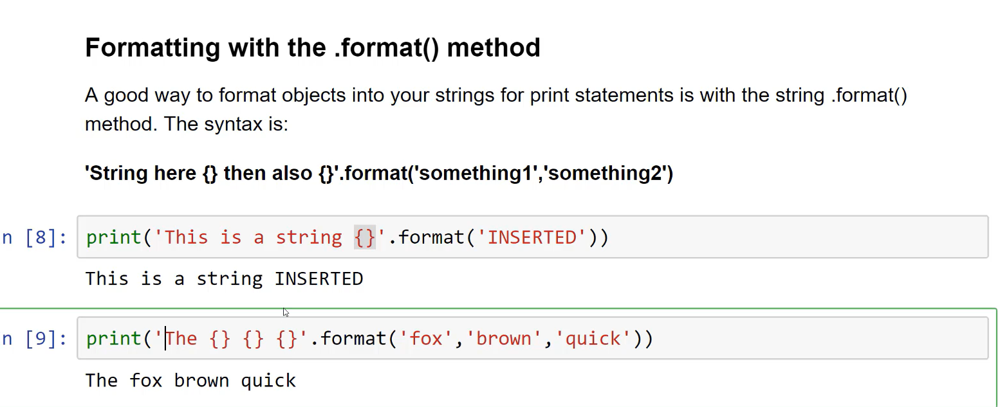 Formatting with the .format() method
A good way to format objects into your strings for print statements is with the string .format()
method. The syntax is:
'String here {} then also {}'.format('something1','something2')
n [8]: print('This is a string {}'.format('INSERTED'))
This is a string INSERTED
n [9]: print('The {} {} {}'.format('fox','brown','quick'))
The fox brown quick